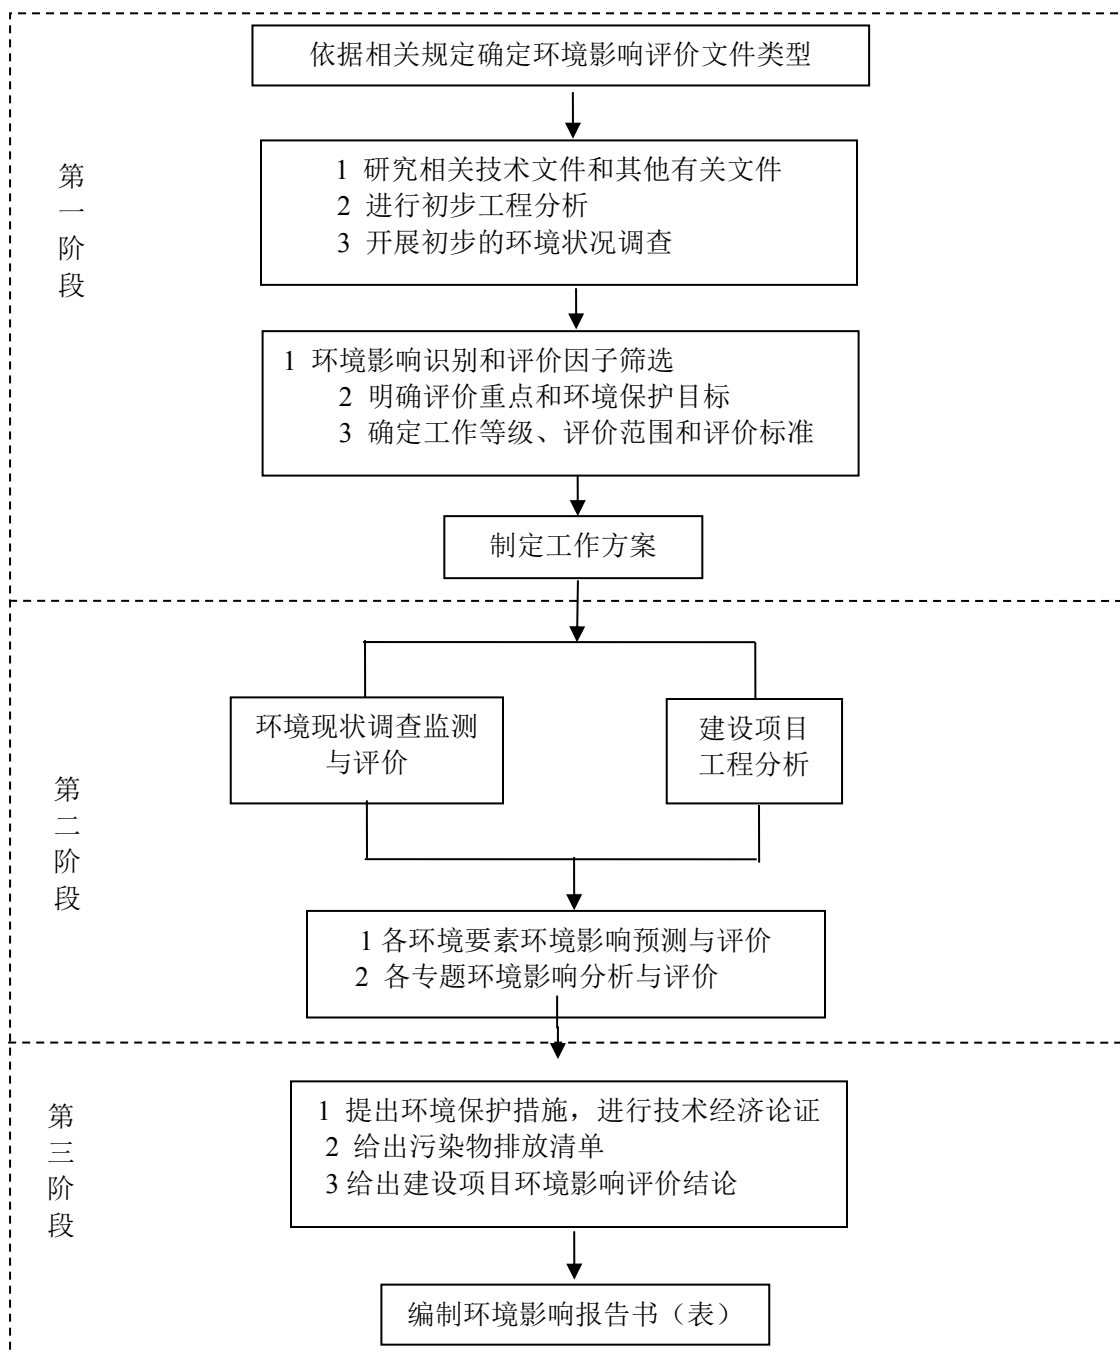 依据相关规定确定环境影响评价文件类型
第一阶段
1 研究相关技术文件和其他有关文件
2 进行初步工程分析
3 开展初步的环境状况调查
1 环境影响识别和评价因子筛选
2 明确评价重点和环境保护目标
3 确定工作等级、评价范围和评价标准
制定工作方案
第二阶段
环境现状调查监测
与评价
建设项目
工程分析
1各环境要素环境影响预测与评价
2 各专题环境影响分析与评价
第三阶段
1 提出环境保护措施，进行技术经济论证
2 给出污染物排放清单
3给出建设项目环境影响评价结论
编制环境影响报告书（表）